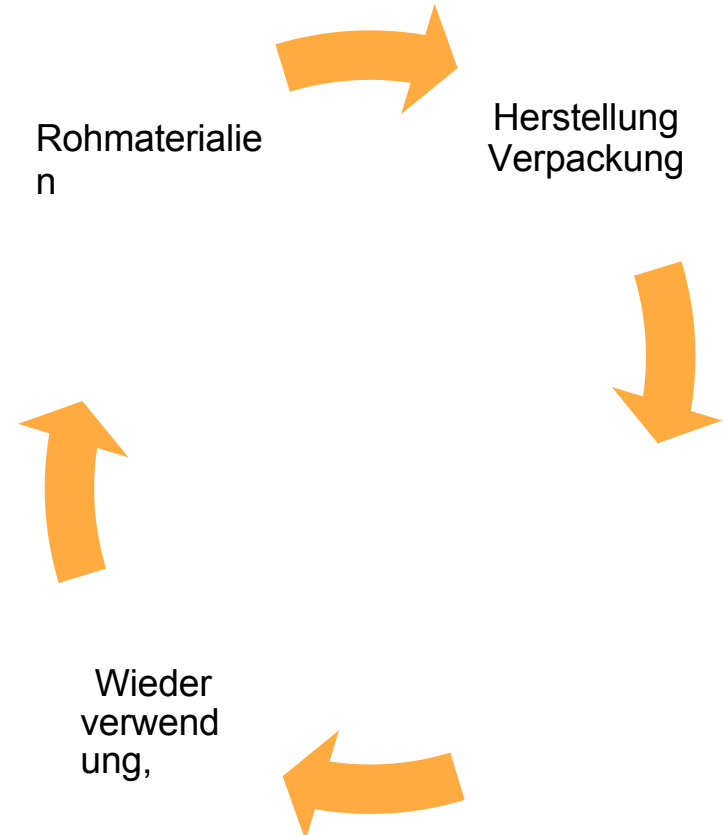 Rohmaterialie
n
Herstellung
Verpackung
Wieder
verwend
ung,